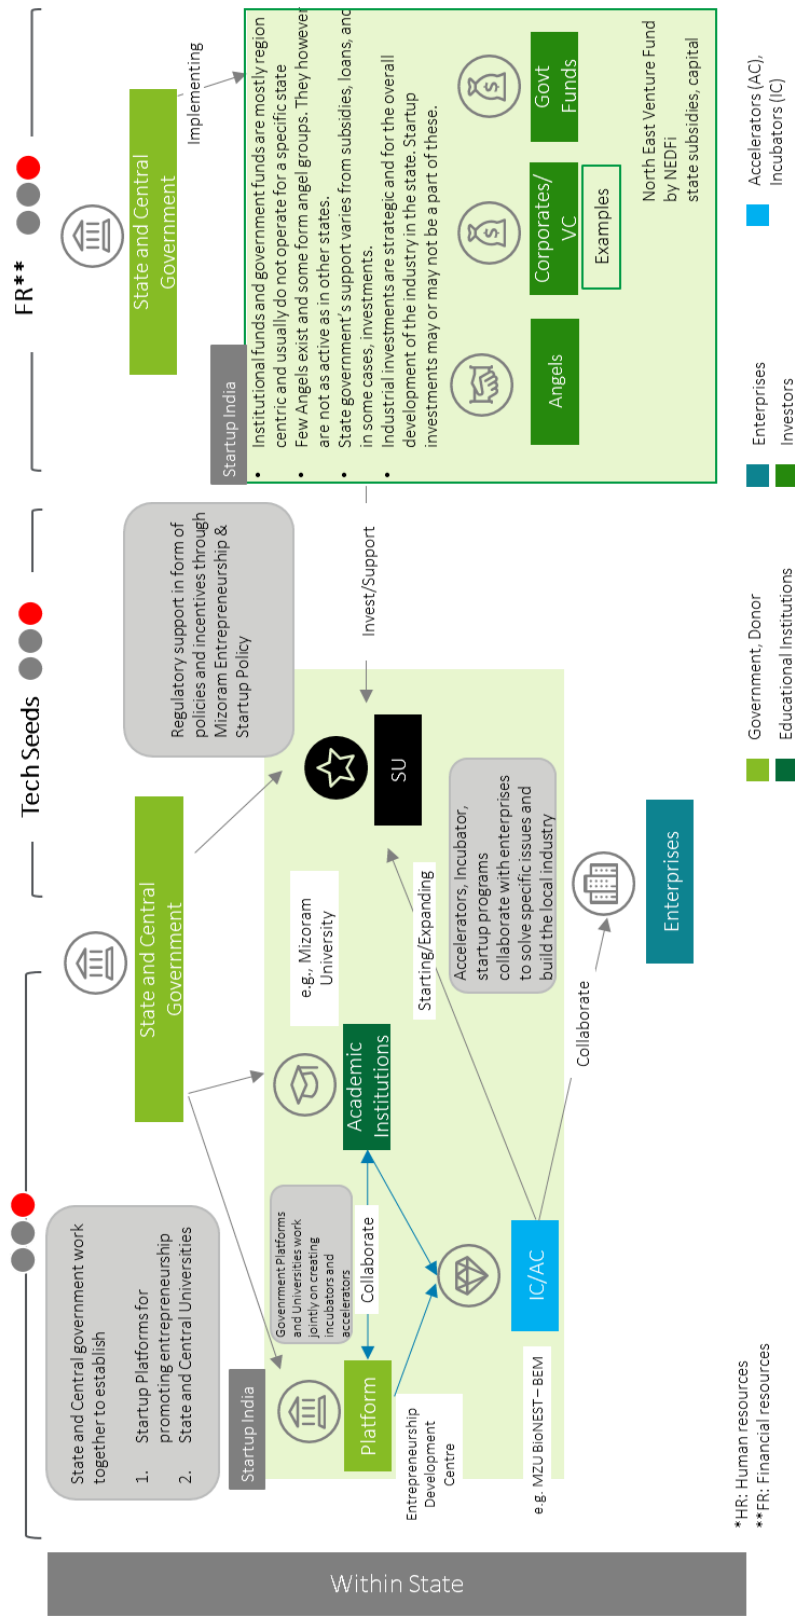 Within State
State and Central government work
together to establish
1. Startup Platforms for
promoting entrepreneurship
2. State and Central Universities
State and Central
Government
Startup India
Platform
Entrepreneurship
Development
Centre
Govenrment Platforms
and Universities work
jointly on creating
incubators and
accelerators
Collaborate
Academic
Institutions
e.g., Mizoram
University
IC/AC
e.g. MZU BioNEST – BEM
Tech Seeds
Regulatory support in form of
policies and incentives through
Mizoram Entrepreneurship &
Startup Policy
SU
Starting/Expanding
Accelerators, Incubator,
startup programs
collaborate with enterprises
to solve specific issues and
build the local industry
Collaborate
Enterprises
Invest/Support
FR**
State and Central
Government
Implementing
Startup India
• Institutional funds and government funds are mostly region
centric and usually do not operate for a specific state
• Few Angels exist and some form angel groups. They however
are not as active as in other states.
• State government's support varies from subsidies, loans, and
in some cases, investments.
• Industrial investments are strategic and for the overall
development of the industry in the state. Startup
investments may or may not be a part of these.
Angels
Corporates/
VC
Govt
Funds
Examples
North East Venture Fund
by NEDFi
state subsidies, capital
*HR: Human resources
**FR: Financial resources
Government, Donor
Educational Institutions
Enterprises
Investors
Accelerators (AC),
Incubators (IC)